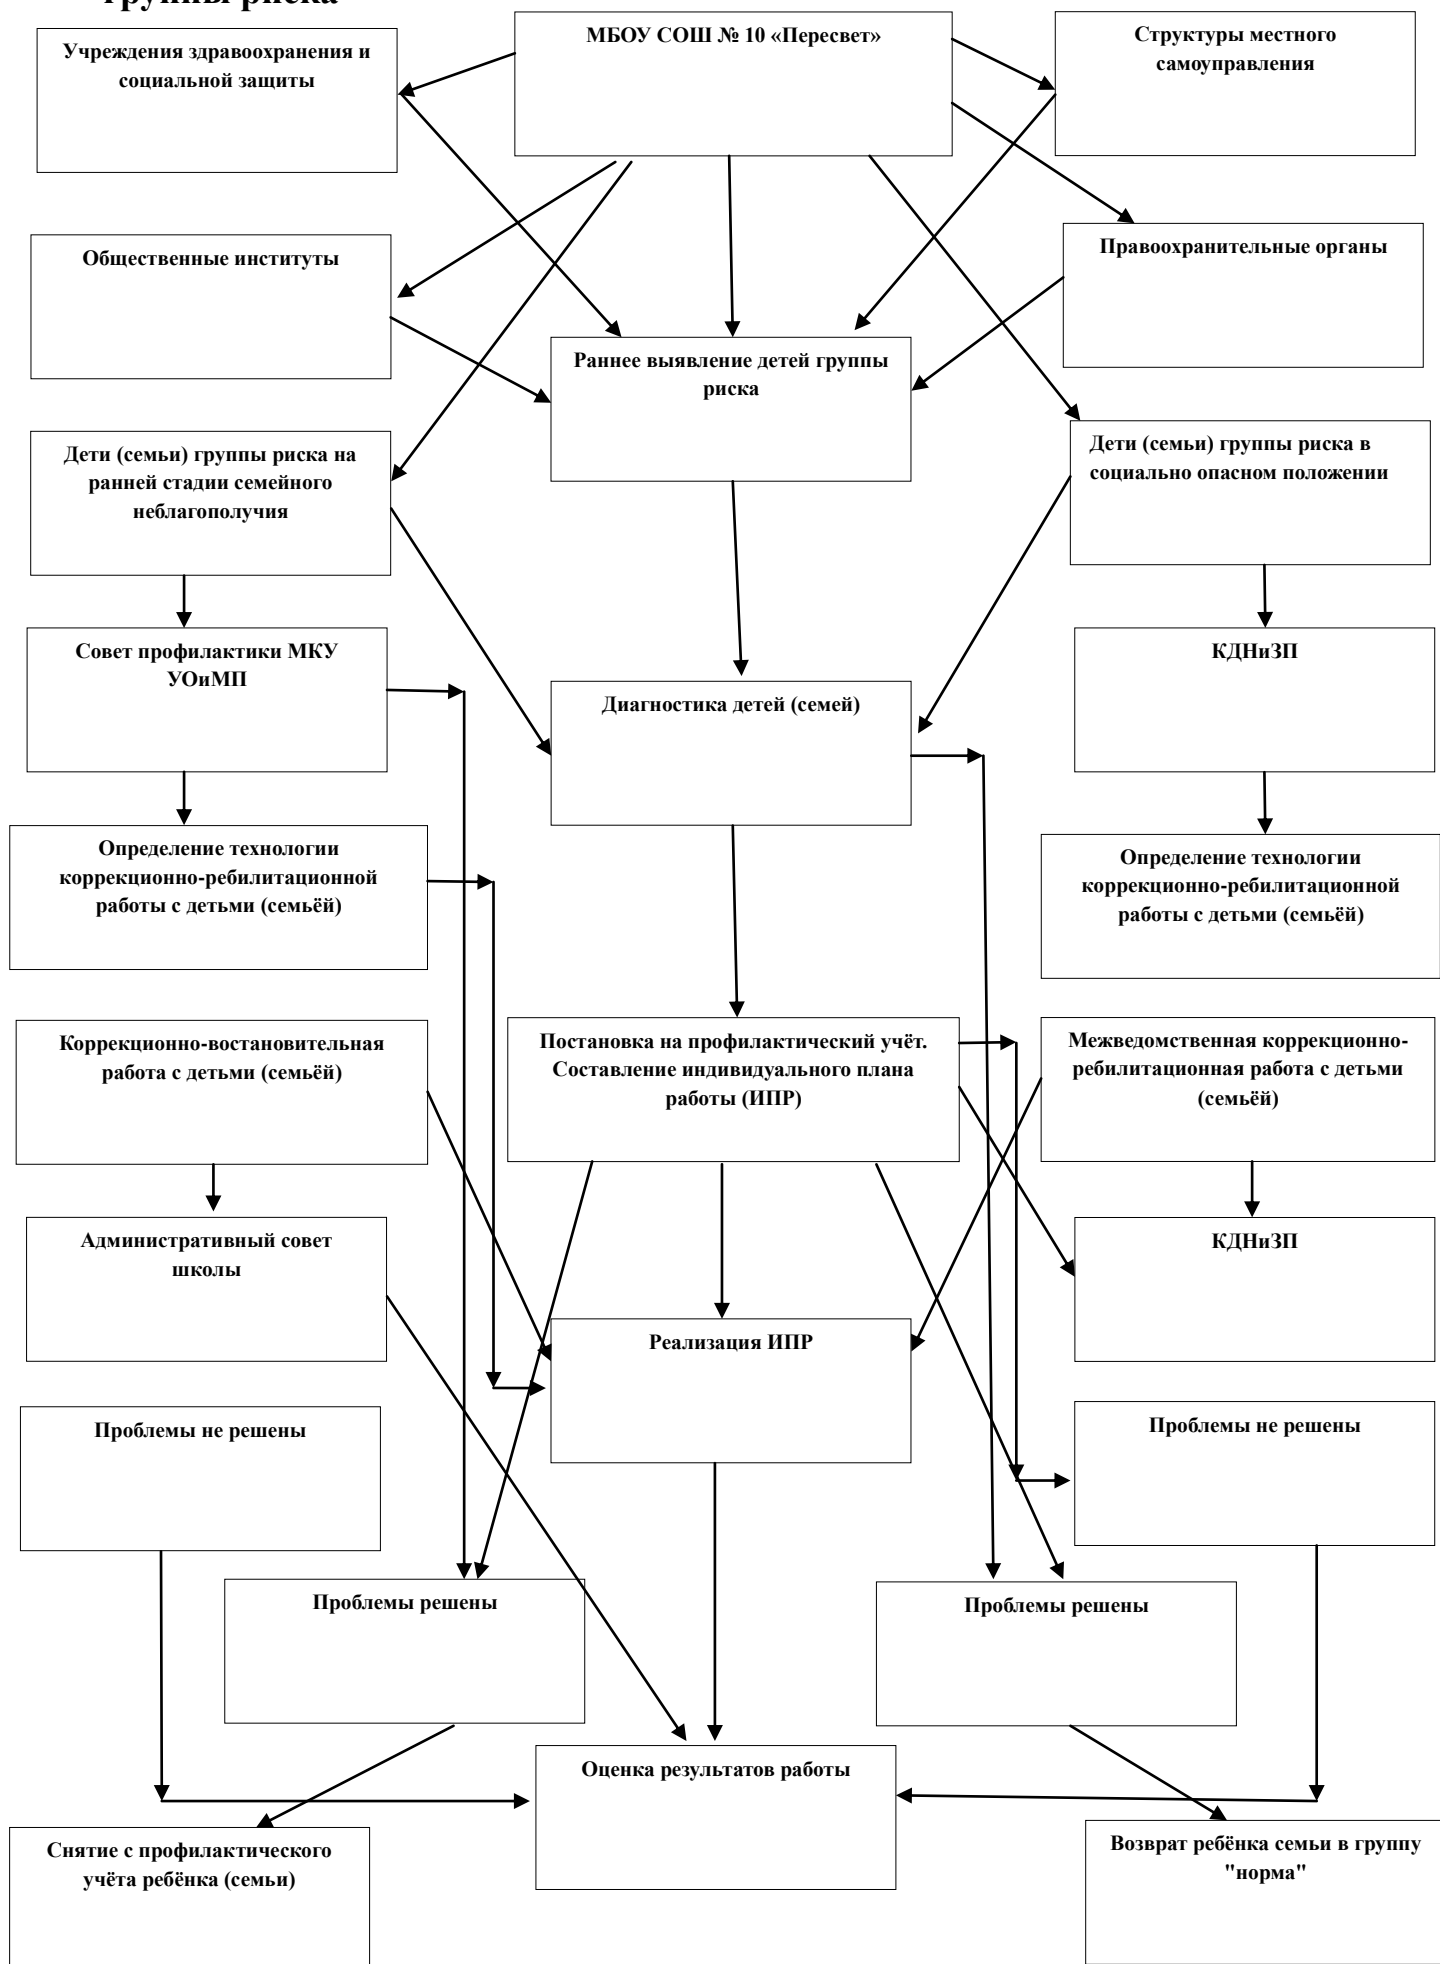 группы риска
МБОУ СОШ № 10 «Пересвет»
Учреждения здравоохранения и
социальной защиты
Структуры местного
самоуправления
Общественные институты
Правоохранительные органы
Раннее выявление детей группы
риска
Дети (семьи) группы риска на
ранней стадии семейного
неблагополучия
Дети (семьи) группы риска в
социально опасном положении
Совет профилактики МКУ
УОиМП
КДНиЗП
Диагностика детей (семей)
Определение технологии
коррекционно-ребилитационной
работы с детьми (семьёй)
Определение технологии
коррекционно-ребилитационной
работы с детьми (семьёй)
Коррекционно-востановительная
работа с детьми (семьёй)
Постановка на профилактический учёт.
Составление индивидуального плана
работы (ИПР)
Межведомственная коррекционно-
ребилитационная работа с детьми
(семьёй)
Административный совет
школы
КДНиЗП
Реализация ИПР
Проблемы не решены
Проблемы не решены
Проблемы решены
Проблемы решены
Оценка результатов работы
Снятие с профилактического
учёта ребёнка (семьи)
Возврат ребёнка семьи в группу
"норма"